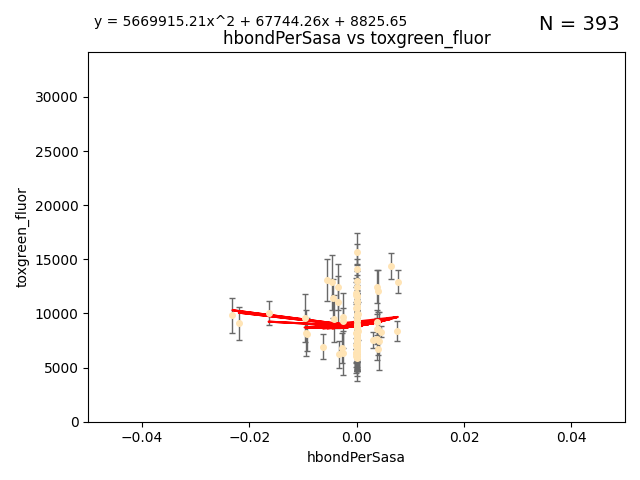 y = 5669915.21x^2 + 67744.26x + 8825.65
N = 393
hbondPerSasa vs toxgreen_fluor
30000
25000
20000
15000
10000
5000
0
toxgreen_fluor
−0.04
−0.02
0.00
0.02
0.04
hbondPerSasa